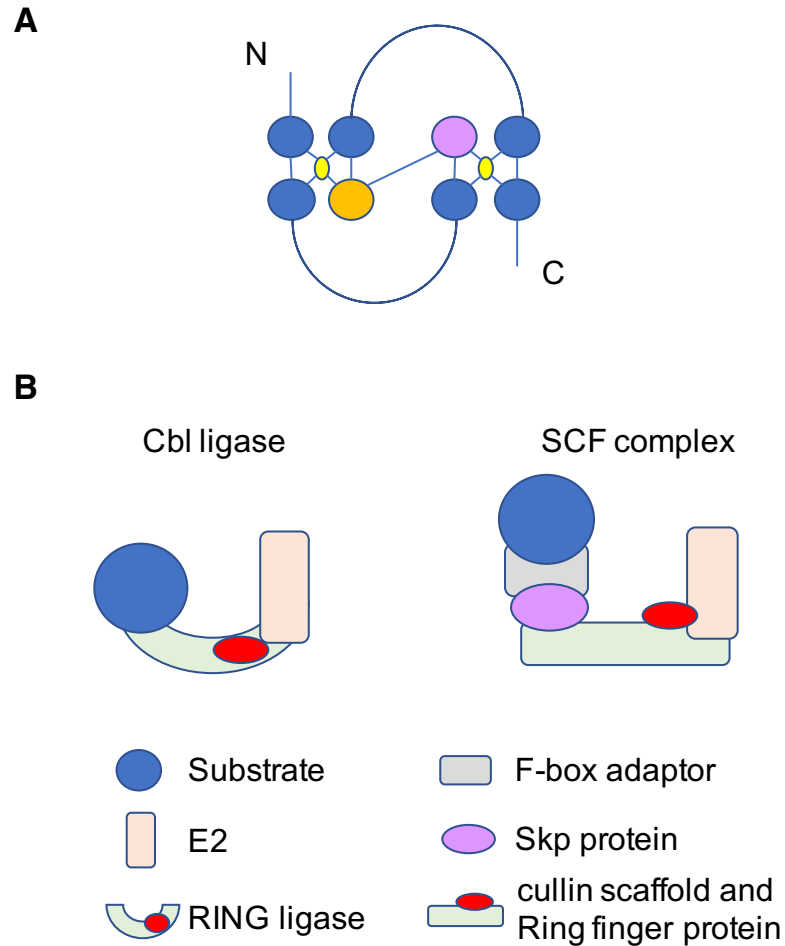 A
N
C
B
Cbl ligase
SCF complex
Substrate
F-box adaptor
E2
Skp protein
RING ligase
cullin scaffold and
Ring finger protein